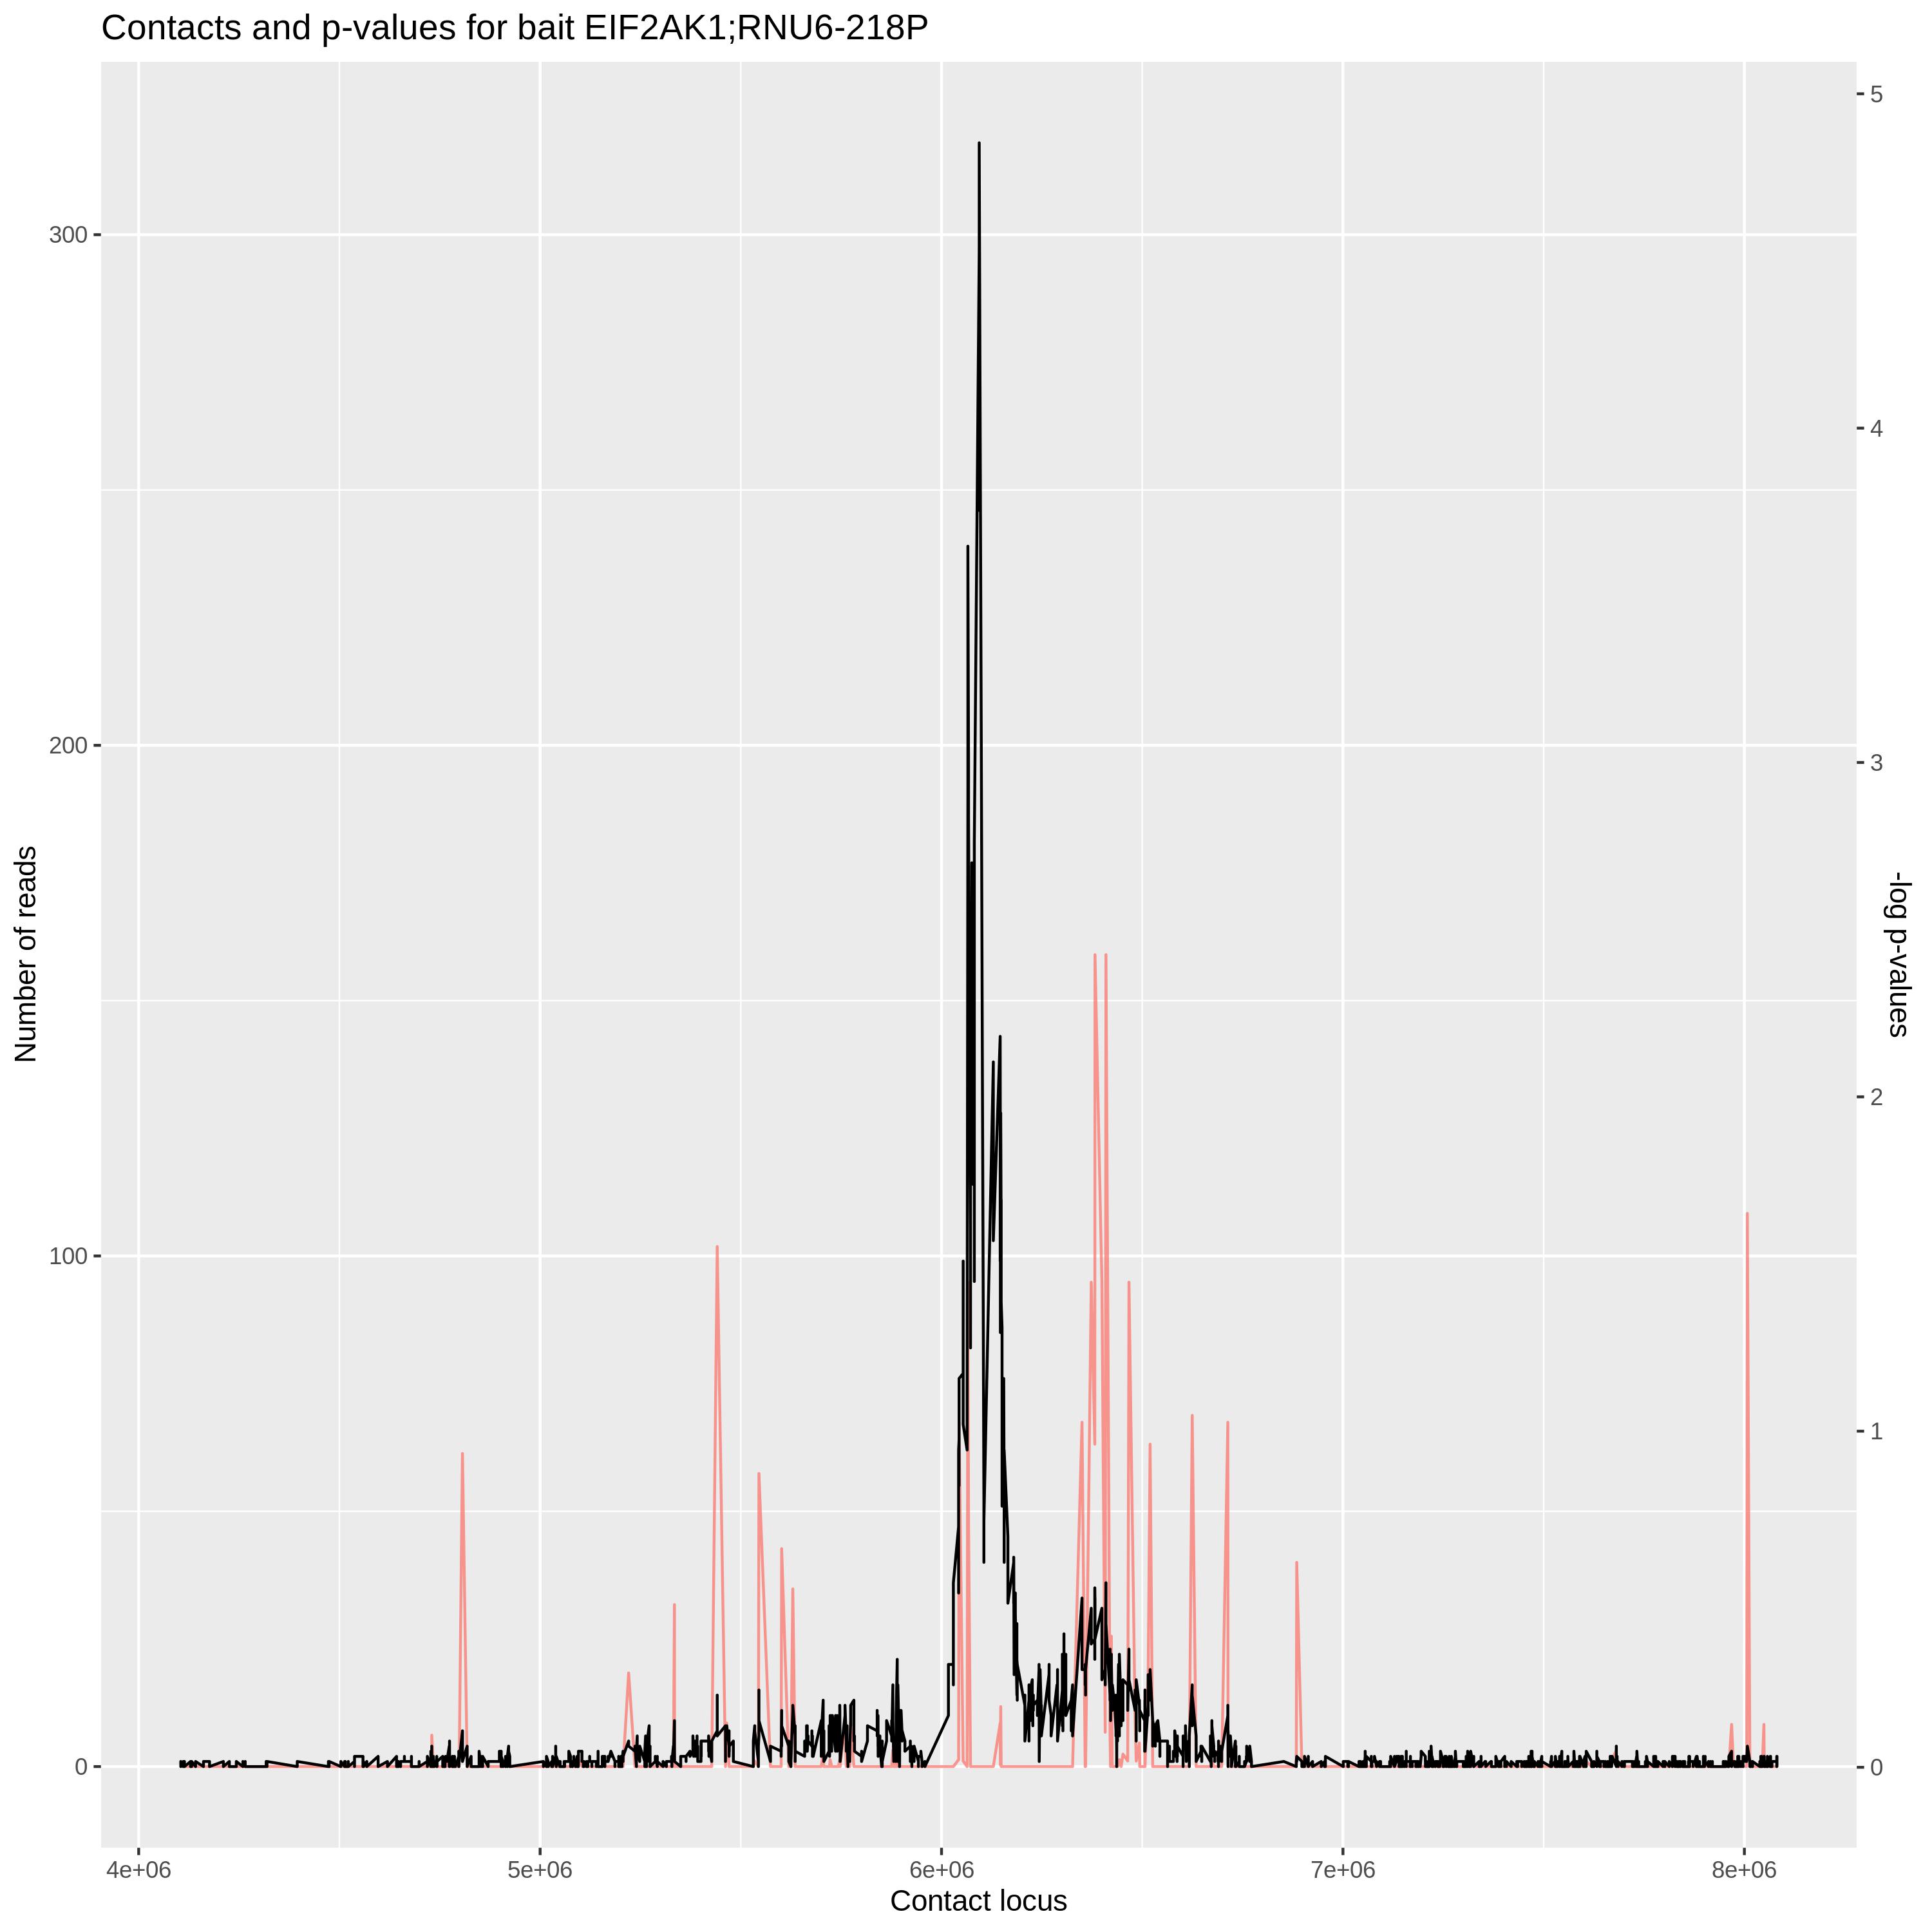 Contacts and p-values for bait EIF2AK1;RNU6-218P
Number of reads
300
200
100
0
5
4
3
2
1
0
-log p-values
4e+06
5e+06
6e+06
7e+06
8e+06
Contact locus